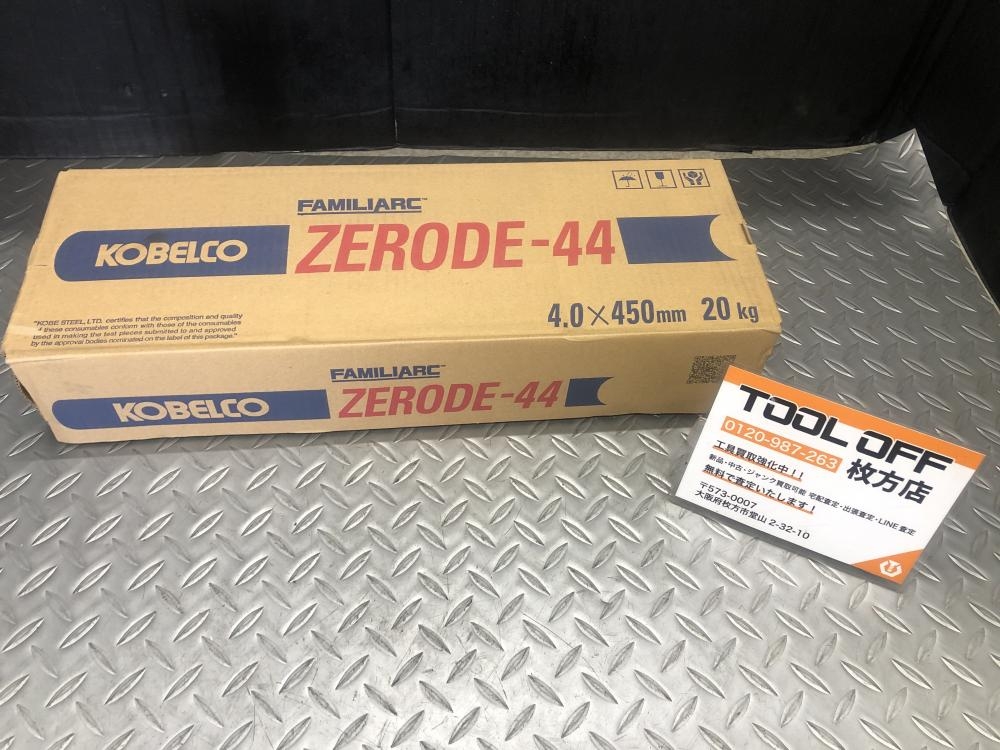 FAMILIARC™
KOBELCO ZERODE-44
4.0×450mm 20kg
"KOBE STEEL, LTD. certifies that the composition and quality
of these consumables conform with those of the consumables
used in making the test pieces submitted to and approved
by the approval bodies nominated on the label of this package."
FAMILIARC™
KOBELCO ZERODE-44
TOOL OFF
0120-987-263 枚方店
工具買取強化中！！
新品・中古・ジャンク買取可能 宅配査定・出張査定・LINE査定
無料で査定いたします！
〒573-0007
大阪府枚方市堂山 2-32-10